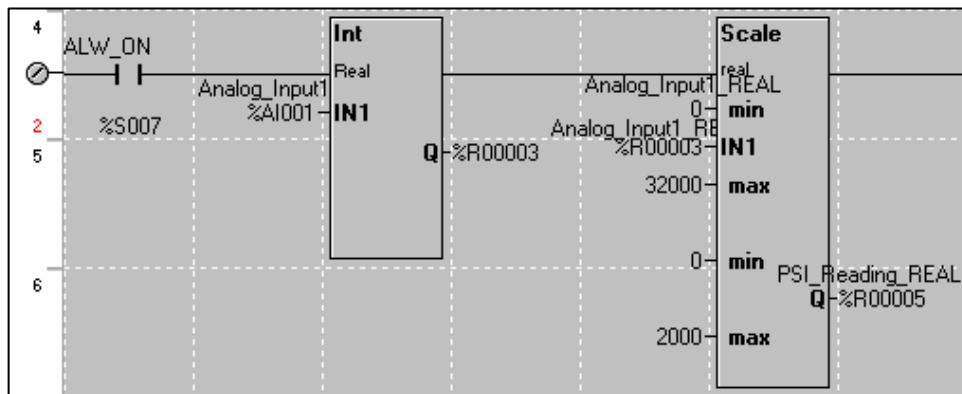 4
ALW_ON
%S007
2
5
6
Int
Real
Analog_Input1
%AI001
IN1
Analog_Input1_REAL
Q
%R00003
Scale
real
0
min
Analog_Input1_RE
%R00003
IN1
32000
max
0
min
PSI_Reading_REAL
Q
%R00005
2000
max